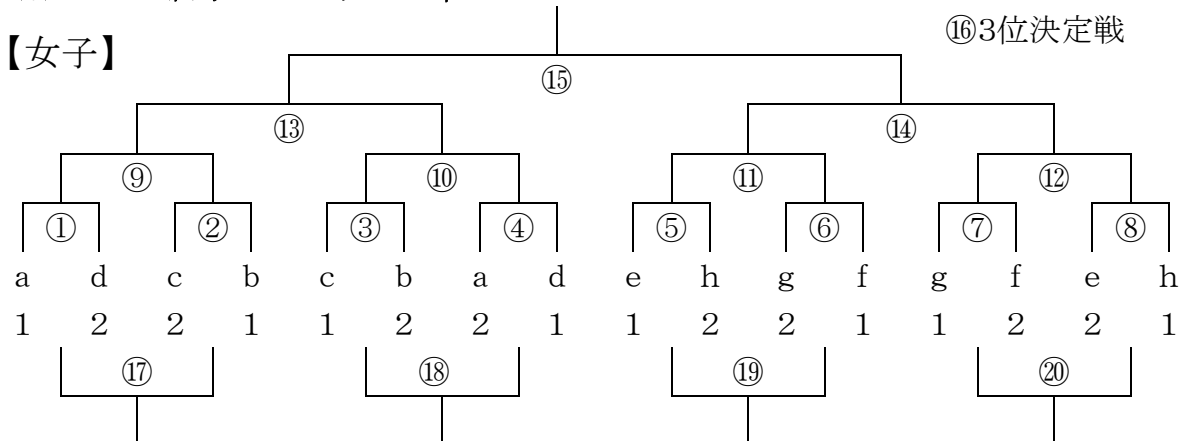 ⑯3位決定戦
【女子】
⑮
⑬ ⑭
⑨ ⑩ ⑪ ⑫
① ② ③ ④ ⑤ ⑥ ⑦ ⑧
a d c b c b a d e h g f g f e h
1 2 2 1 1 2 2 1 1 2 2 1 1 2 2 1
⑰ ⑱ ⑲ ⑳